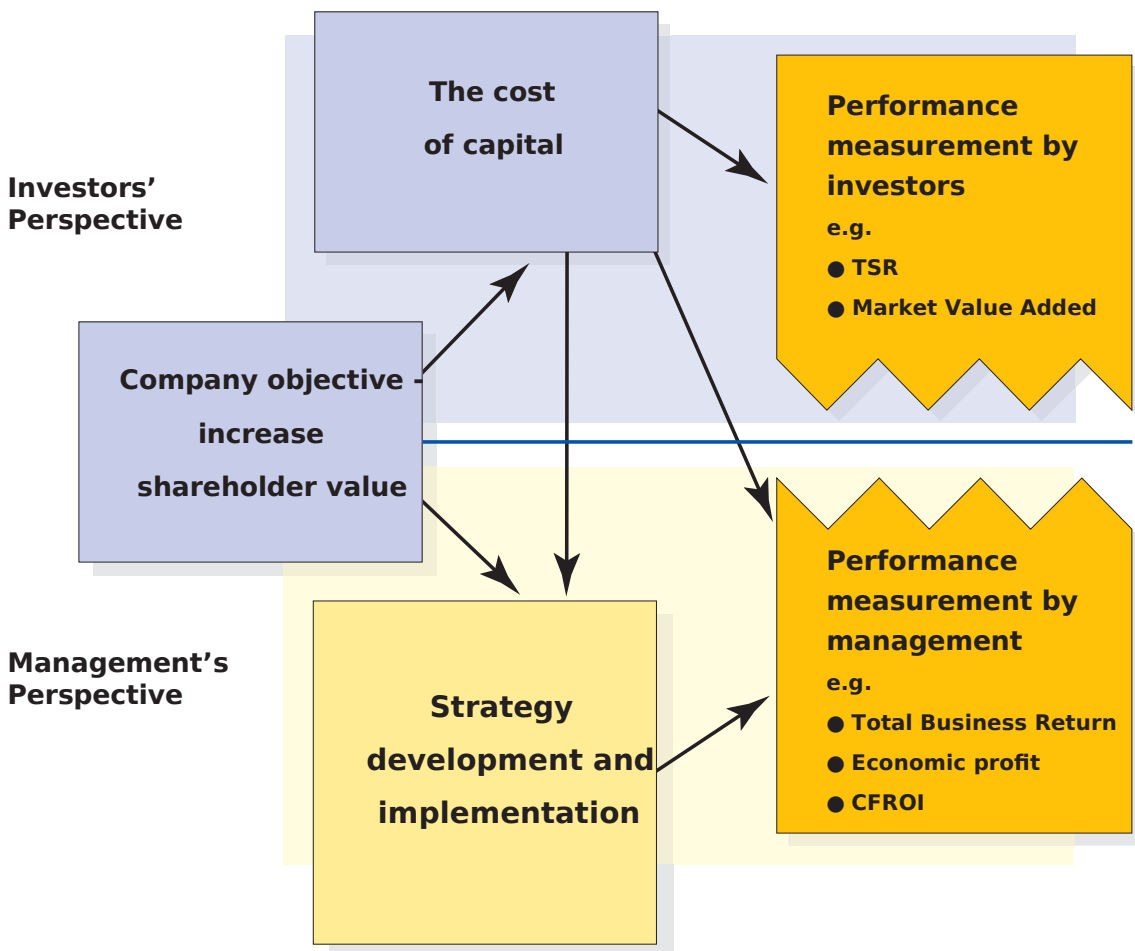 The cost
of capital
Performance
measurement by
investors
e.g.
● TSR
● Market Value Added
Investors’
Perspective
Company objective -
increase
shareholder value
Performance
measurement by
management
e.g.
● Total Business Return
● Economic profit
● CFROI
Management’s
Perspective
Strategy
development and
implementation